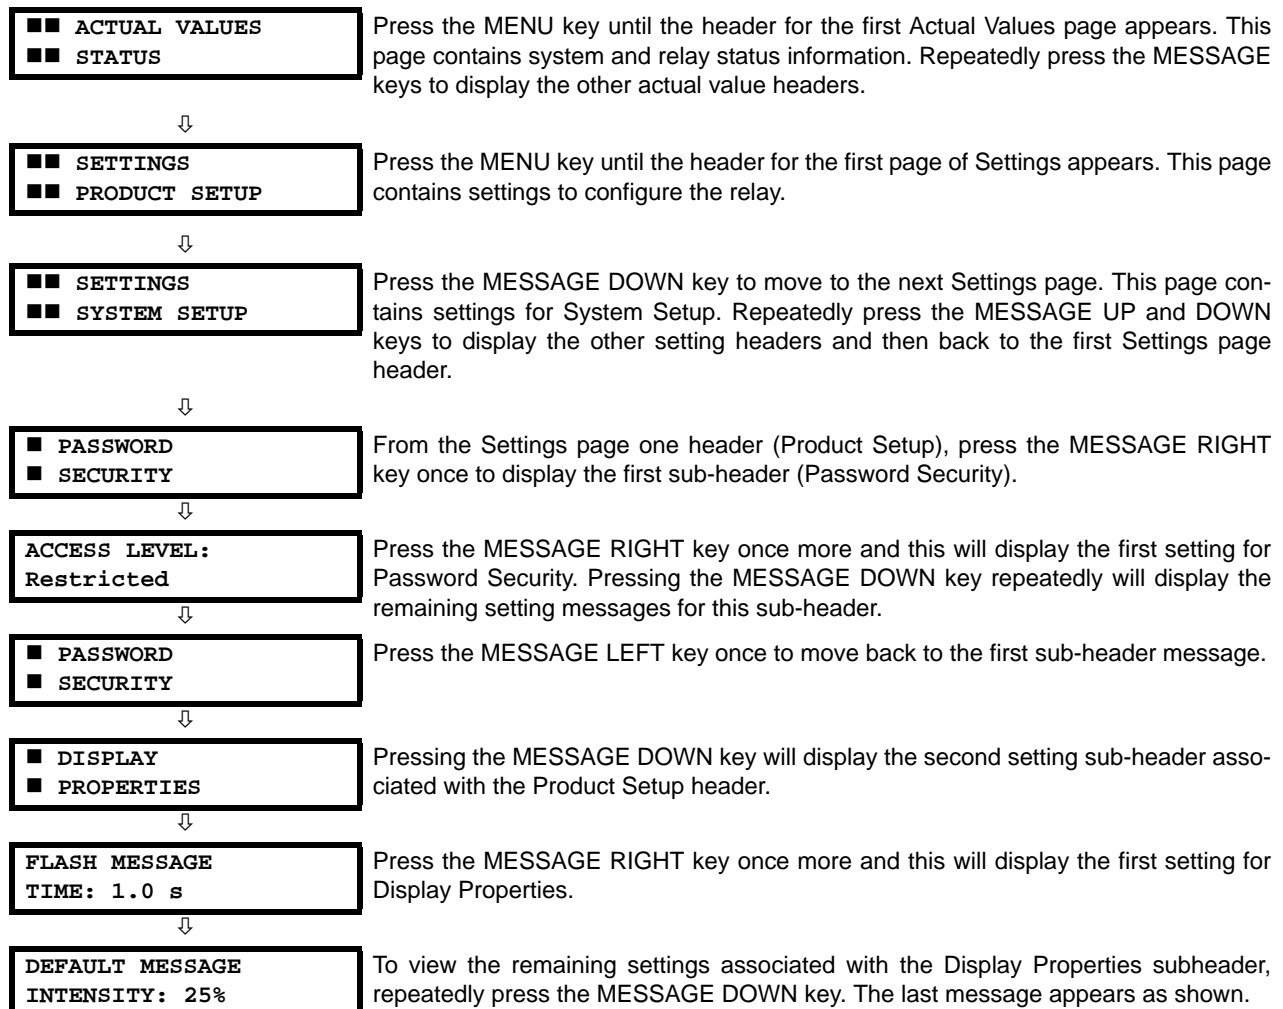 ■■ ACTUAL VALUES
■■ STATUS
Press the MENU key until the header for the first Actual Values page appears. This
page contains system and relay status information. Repeatedly press the MESSAGE
keys to display the other actual value headers.
⇩
■■ SETTINGS
■■ PRODUCT SETUP
Press the MENU key until the header for the first page of Settings appears. This page
contains settings to configure the relay.
⇩
■■ SETTINGS
■■ SYSTEM SETUP
Press the MESSAGE DOWN key to move to the next Settings page. This page con-
tains settings for System Setup. Repeatedly press the MESSAGE UP and DOWN
keys to display the other setting headers and then back to the first Settings page
header.
⇩
■ PASSWORD
■ SECURITY
From the Settings page one header (Product Setup), press the MESSAGE RIGHT
key once to display the first sub-header (Password Security).
⇩
ACCESS LEVEL:
Restricted
Press the MESSAGE RIGHT key once more and this will display the first setting for
Password Security. Pressing the MESSAGE DOWN key repeatedly will display the
remaining setting messages for this sub-header.
⇩
■ PASSWORD
■ SECURITY
Press the MESSAGE LEFT key once to move back to the first sub-header message.
⇩
■ DISPLAY
■ PROPERTIES
Pressing the MESSAGE DOWN key will display the second setting sub-header asso-
ciated with the Product Setup header.
⇩
FLASH MESSAGE
TIME: 1.0 s
Press the MESSAGE RIGHT key once more and this will display the first setting for
Display Properties.
⇩
DEFAULT MESSAGE
INTENSITY: 25%
To view the remaining settings associated with the Display Properties subheader,
repeatedly press the MESSAGE DOWN key. The last message appears as shown.